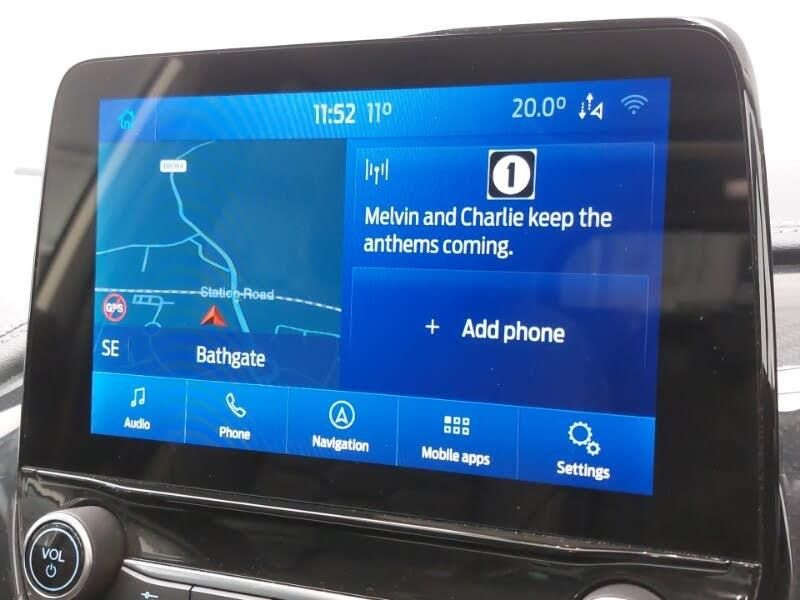 11:52 11° 20.0°
1
Melvin and Charlie keep the
anthems coming.
Station Road
GPS
SE Bathgate
+ Add phone
Audio Phone Navigation Mobile apps Settings
VOL